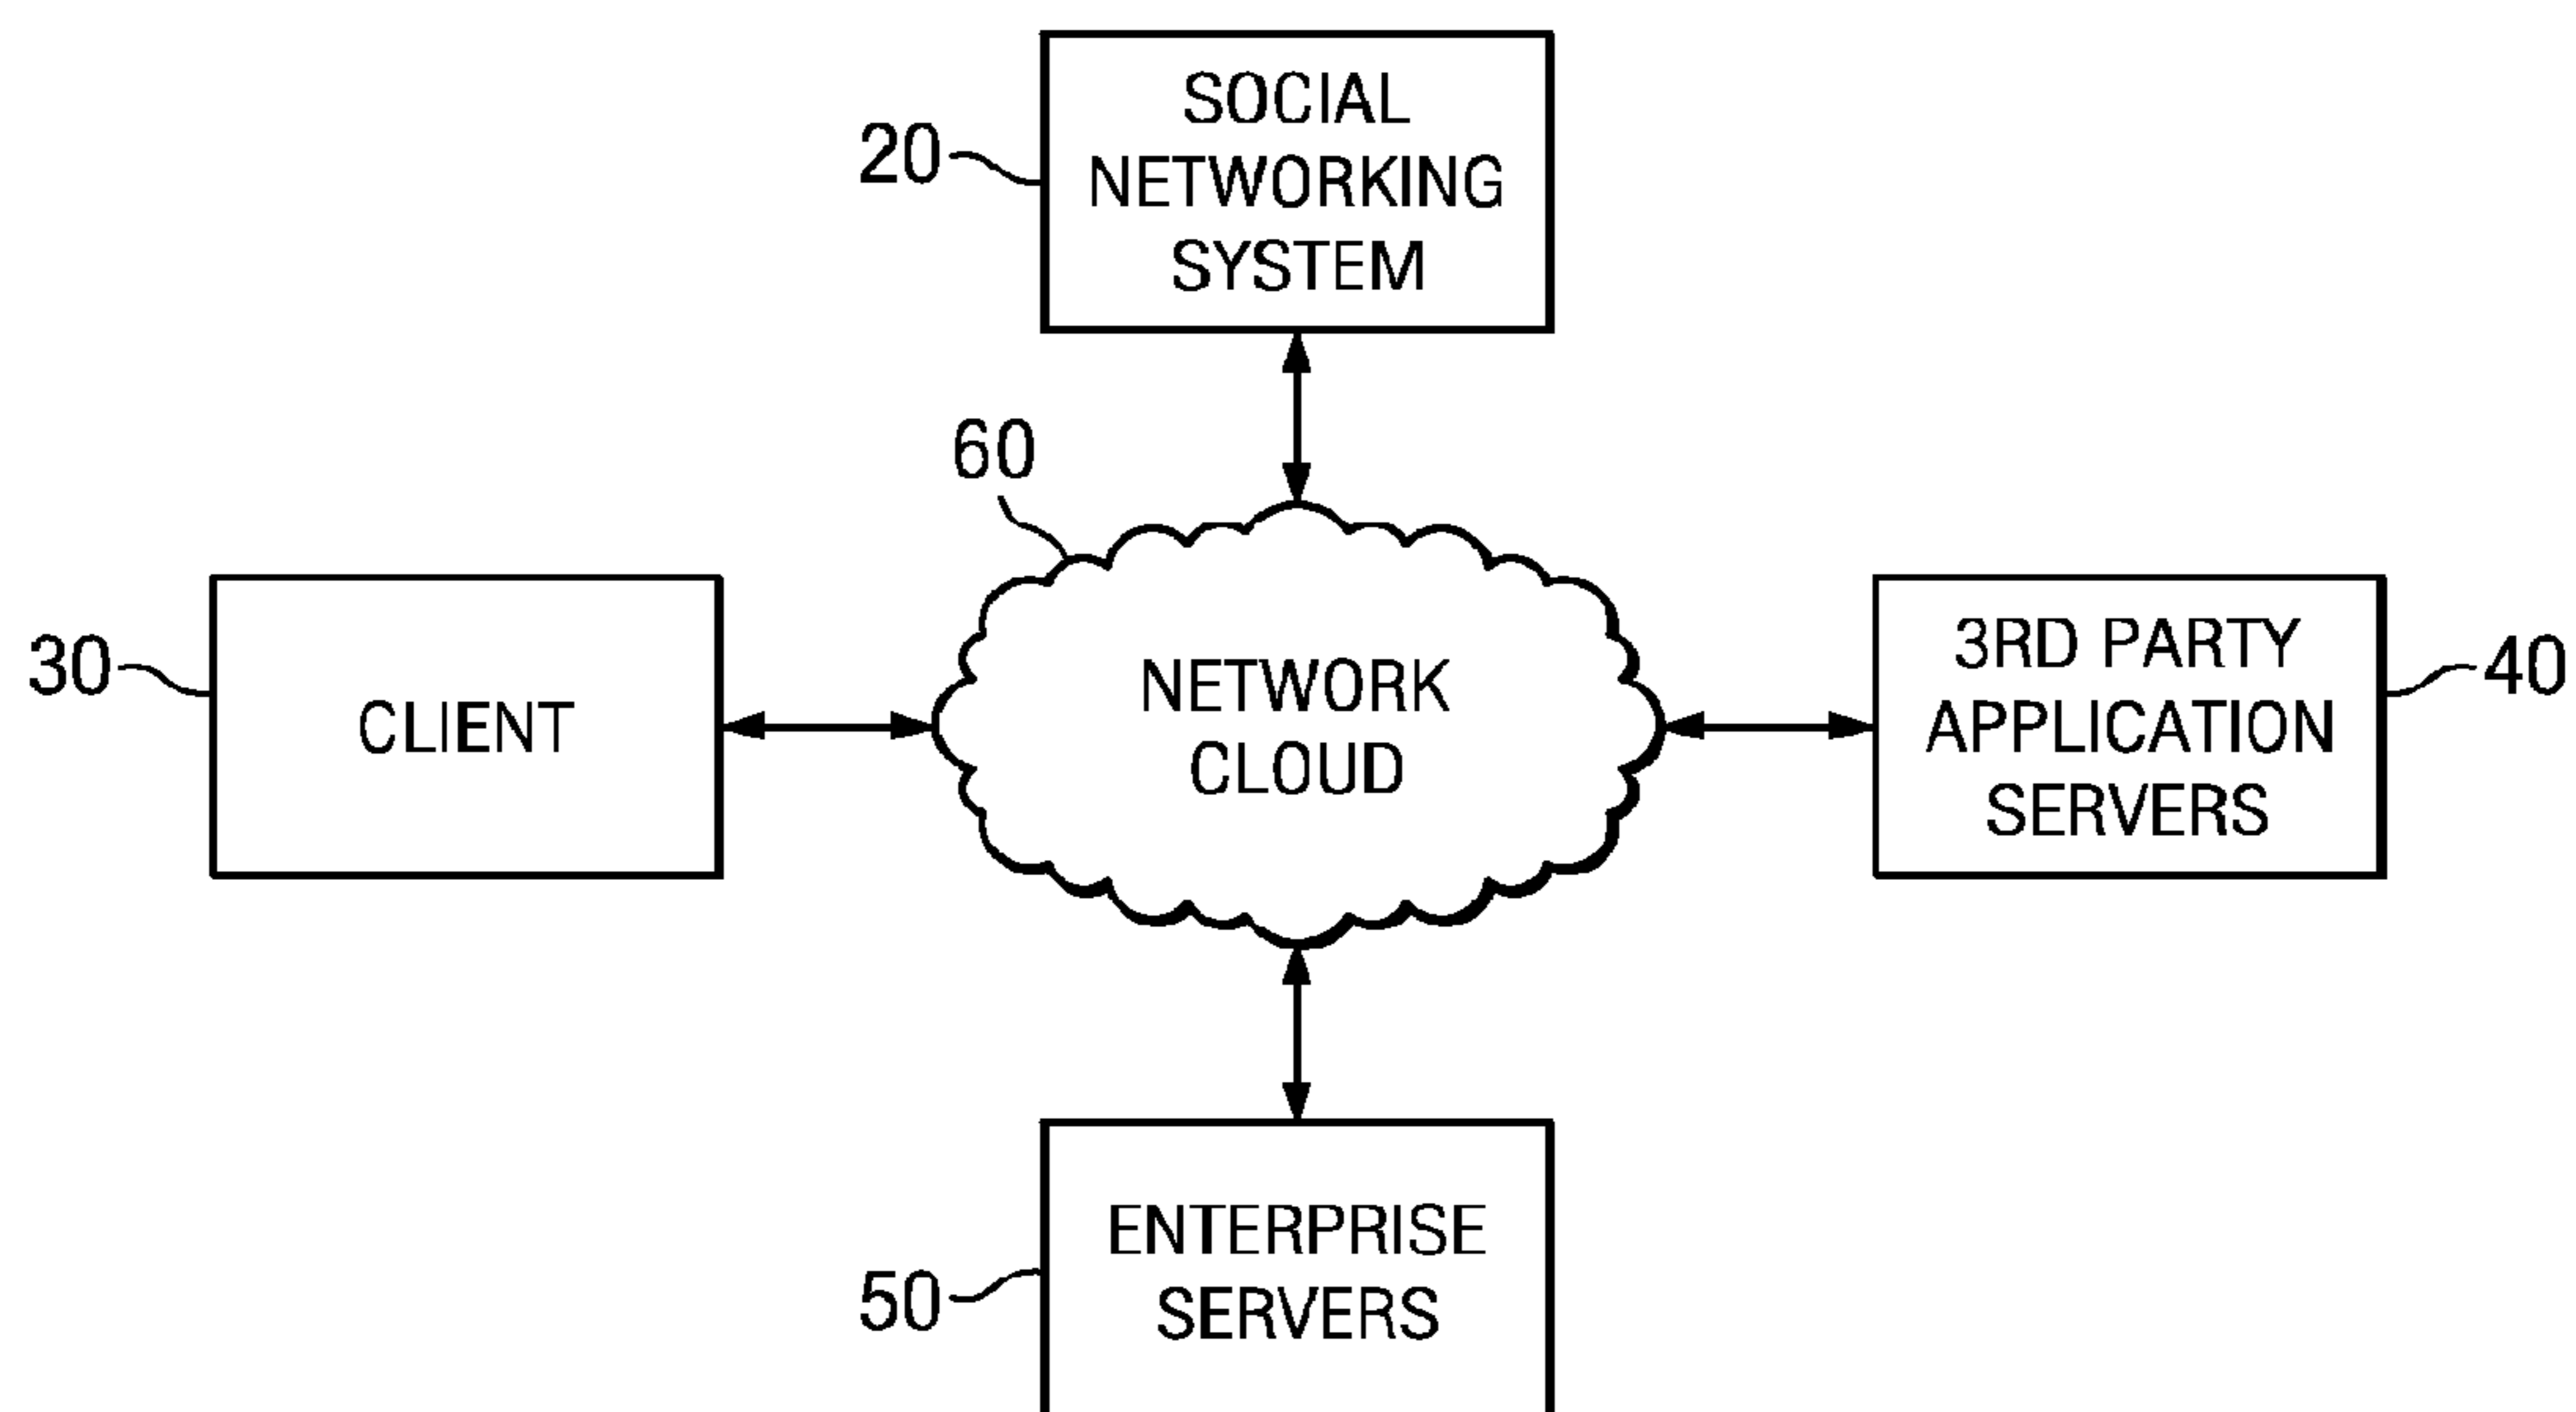 SOCIAL
NETWORKING
SYSTEM
20
60
30
CLIENT
NETWORK
CLOUD
3RD PARTY
APPLICATION
SERVERS
40
50
ENTERPRISE
SERVERS